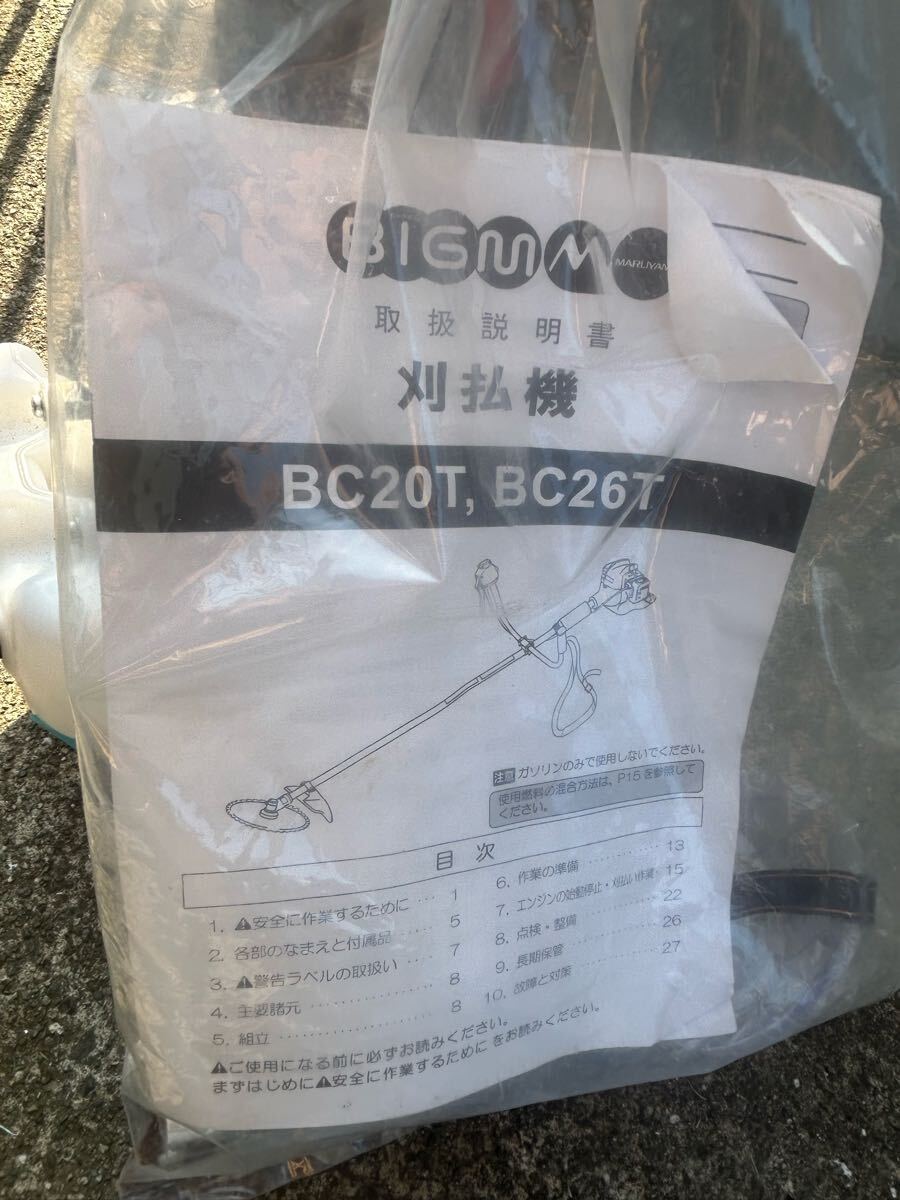 BIGM M MARUYAM
取扱説明書
刈払機
BC20T, BC26T
注意 ガソリンのみで使用しないでください。
使用燃料の混合方法は、P15を参照して
ください。
目次
1. ⚠安全に作業するために … 1
2. 各部のなまえと付属品 …… 5
3. ⚠警告ラベルの取扱い … 7
4. 主要諸元 …………… 8
5. 組立 …………… 8
6. 作業の準備 ………… 13
7. エンジンの始動停止・刈払い作業… 15
8. 点検・整備 ………… 22
9. 長期保管 ………… 26
10. 故障と対策 ………… 27
⚠ご使用になる前に必ずお読みください。
まずはじめに⚠安全に作業するために をお読みください。